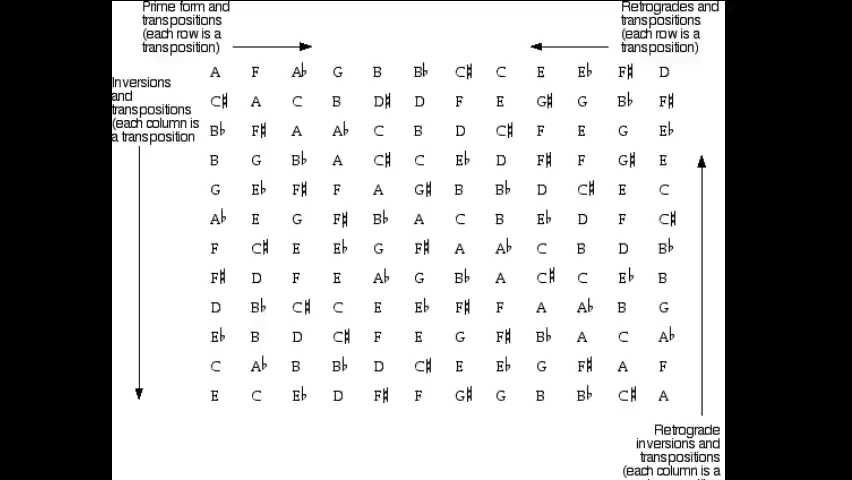 Prime form and
transpositions
(each row is a
transposition)
Retrogrades and
transpositions
(each row is a
transposition)
Inversions
and
transpositions
(each column is
a transposition
A F A♭ G B B♭ C♯ C E E♭ F♯ D
C♯ A C B D♯ D F E G♯ G B♭ F♯
B♭ F♯ A A♭ C B D C♯ F E G E♭
B G B♭ A C♯ C E♭ D F♯ F G♯ E
G E♭ F♯ F A G♯ B B♭ D C♯ E C
A♭ E G F♯ B♭ A C B E♭ D F C♯
F C♯ E E♭ G F♯ A A♭ C B D B♭
F♯ D F E A♭ G B♭ A C♯ C E♭ B
D B♭ C♯ C E E♭ F♯ F A A♭ B G
E♭ B D C♯ F E G F♯ B♭ A C A♭
C A♭ B B♭ D C♯ E E♭ G F♯ A F
E C E♭ D F♯ F G♯ G B B♭ C♯ A
Retrograde
inversions and
transpositions
(each column is a